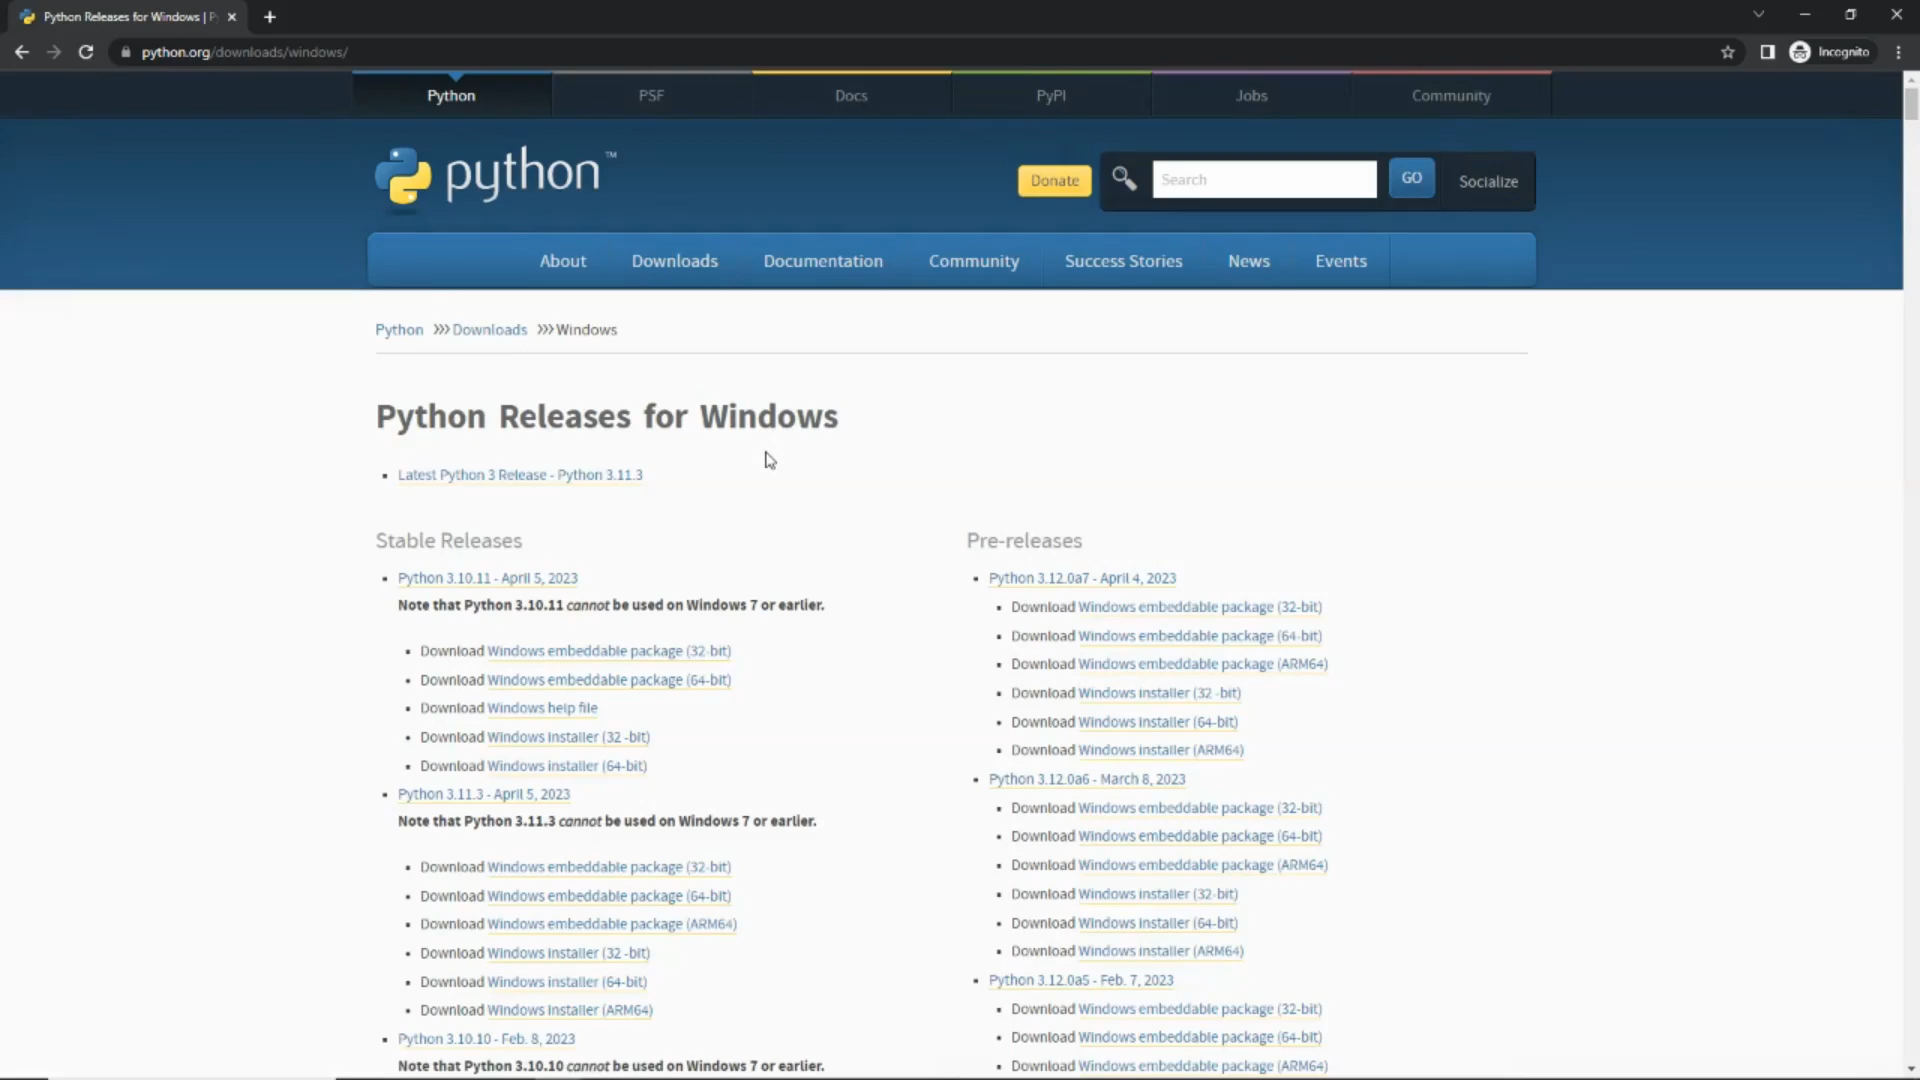 Python Releases for Windows | P
python.org/downloads/windows/
Incognito
Python PSF Docs PyPI Jobs Community
python™
Donate
Search
GO
Socialize
About Downloads Documentation Community Success Stories News Events
Python >>> Downloads >>> Windows
Python Releases for Windows
Latest Python 3 Release - Python 3.11.3
Stable Releases
Python 3.10.11 - April 5, 2023
Note that Python 3.10.11 cannot be used on Windows 7 or earlier.
Download Windows embeddable package (32-bit)
Download Windows embeddable package (64-bit)
Download Windows help file
Download Windows installer (32 -bit)
Download Windows installer (64-bit)
Python 3.11.3 - April 5, 2023
Note that Python 3.11.3 cannot be used on Windows 7 or earlier.
Download Windows embeddable package (32-bit)
Download Windows embeddable package (64-bit)
Download Windows embeddable package (ARM64)
Download Windows installer (32 -bit)
Download Windows installer (64-bit)
Download Windows installer (ARM64)
Python 3.10.10 - Feb. 8, 2023
Note that Python 3.10.10 cannot be used on Windows 7 or earlier.
Pre-releases
Python 3.12.0a7 - April 4, 2023
Download Windows embeddable package (32-bit)
Download Windows embeddable package (64-bit)
Download Windows embeddable package (ARM64)
Download Windows installer (32 -bit)
Download Windows installer (64-bit)
Download Windows installer (ARM64)
Python 3.12.0a6 - March 8, 2023
Download Windows embeddable package (32-bit)
Download Windows embeddable package (64-bit)
Download Windows embeddable package (ARM64)
Download Windows installer (32-bit)
Download Windows installer (64-bit)
Download Windows installer (ARM64)
Python 3.12.0a5 - Feb. 7, 2023
Download Windows embeddable package (32-bit)
Download Windows embeddable package (64-bit)
Download Windows embeddable package (ARM64)